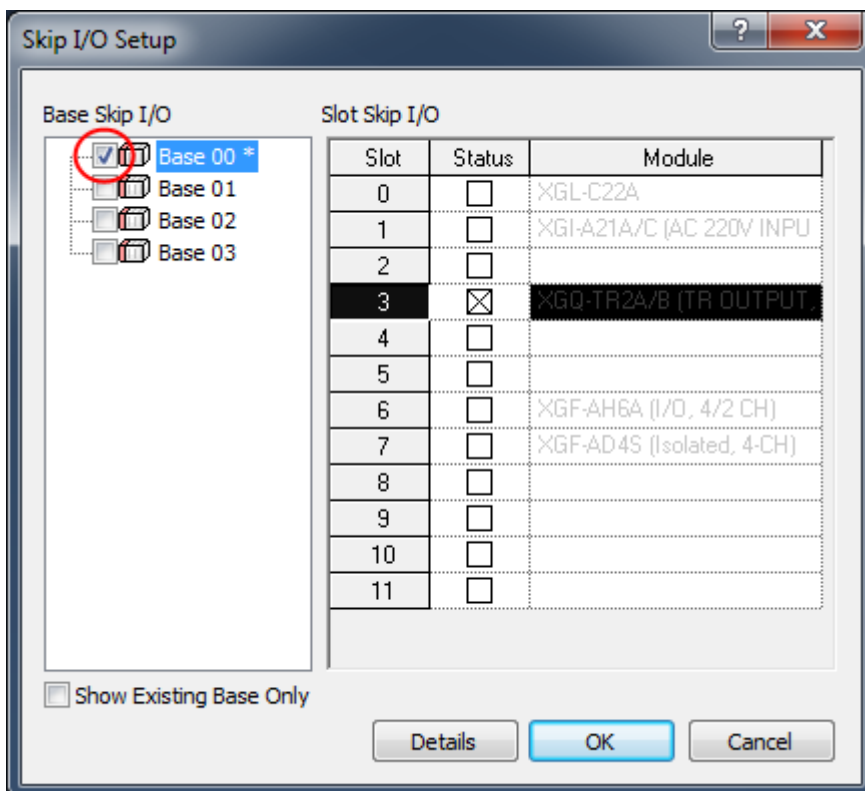 Skip I/O Setup
Base Skip I/O
Base 00 *
Base 01
Base 02
Base 03
Show Existing Base Only
Slot Skip I/O
Slot Status Module
0 XGL-C22A
1 XGI-A21A/C (AC 220V INPU
2
3 XGQ-TR2A/B (TR OUTPUT,
4
5
6 XGF-AH6A (I/O, 4/2 CH)
7 XGF-AD4S (Isolated, 4-CH)
8
9
10
11
Details OK Cancel